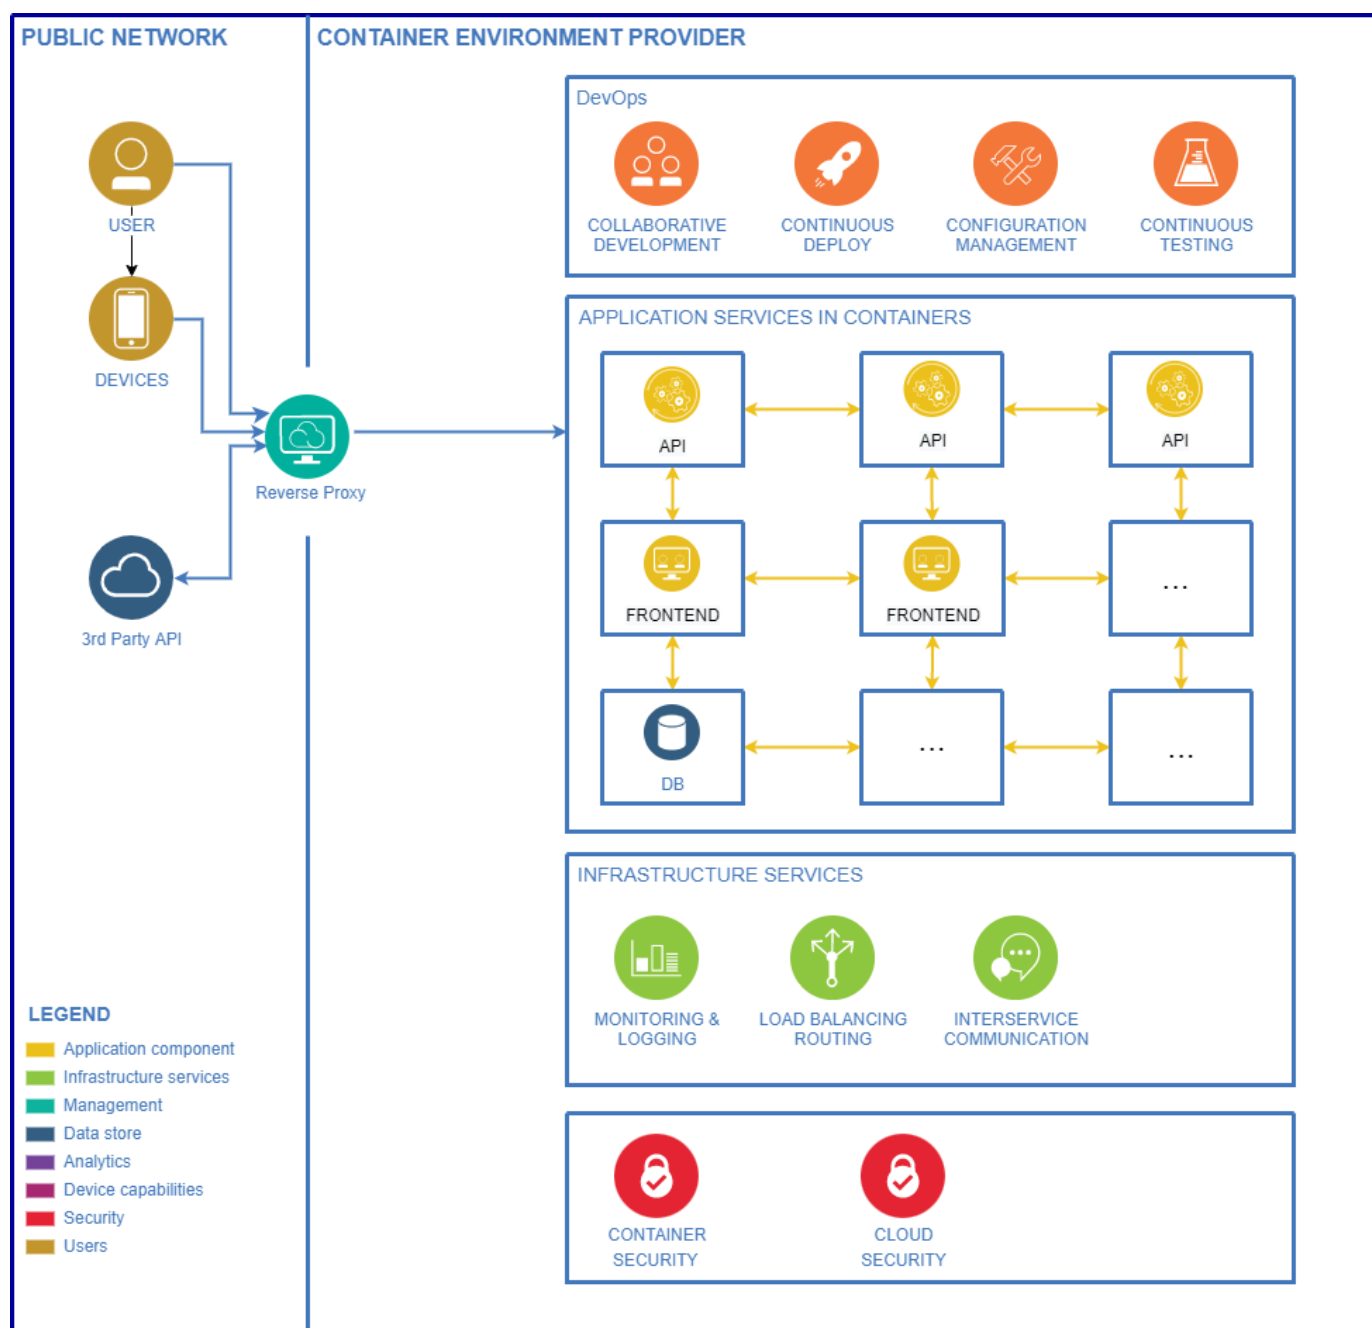 PUBLIC NETWORK
CONTAINER ENVIRONMENT PROVIDER
USER
DEVICES
Reverse Proxy
3rd Party API
DevOps
COLLABORATIVE
DEVELOPMENT
CONTINUOUS
DEPLOY
CONFIGURATION
MANAGEMENT
CONTINUOUS
TESTING
APPLICATION SERVICES IN CONTAINERS
API
API
API
FRONTEND
FRONTEND
...
DB
...
...
INFRASTRUCTURE SERVICES
MONITORING &
LOGGING
LOAD BALANCING
ROUTING
INTERSERVICE
COMMUNICATION
CONTAINER
SECURITY
CLOUD
SECURITY
LEGEND
Application component
Infrastructure services
Management
Data store
Analytics
Device capabilities
Security
Users